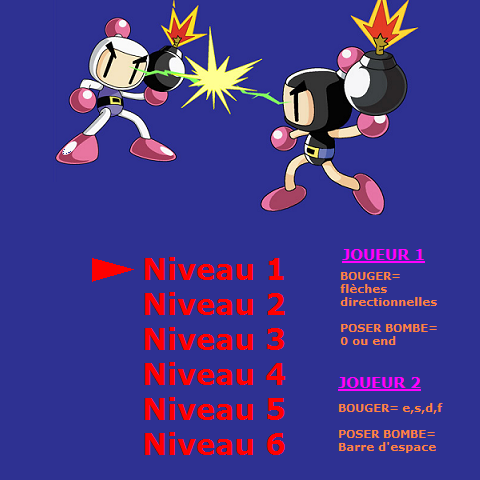 Niveau 1
Niveau 2
Niveau 3
Niveau 4
Niveau 5
Niveau 6
JOUEUR 1
BOUGER=
flèches
directionnelles
POSER BOMBE=
0 ou end
JOUEUR 2
BOUGER= e,s,d,f
POSER BOMBE=
Barre d'espace